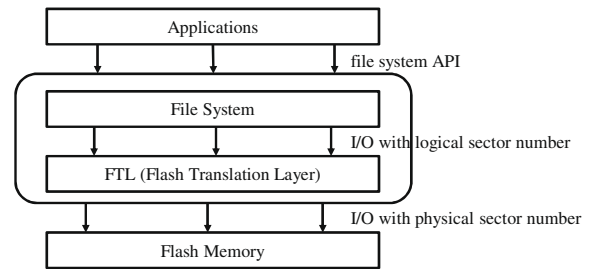 Applications
file system API
File System
I/O with logical sector number
FTL (Flash Translation Layer)
I/O with physical sector number
Flash Memory